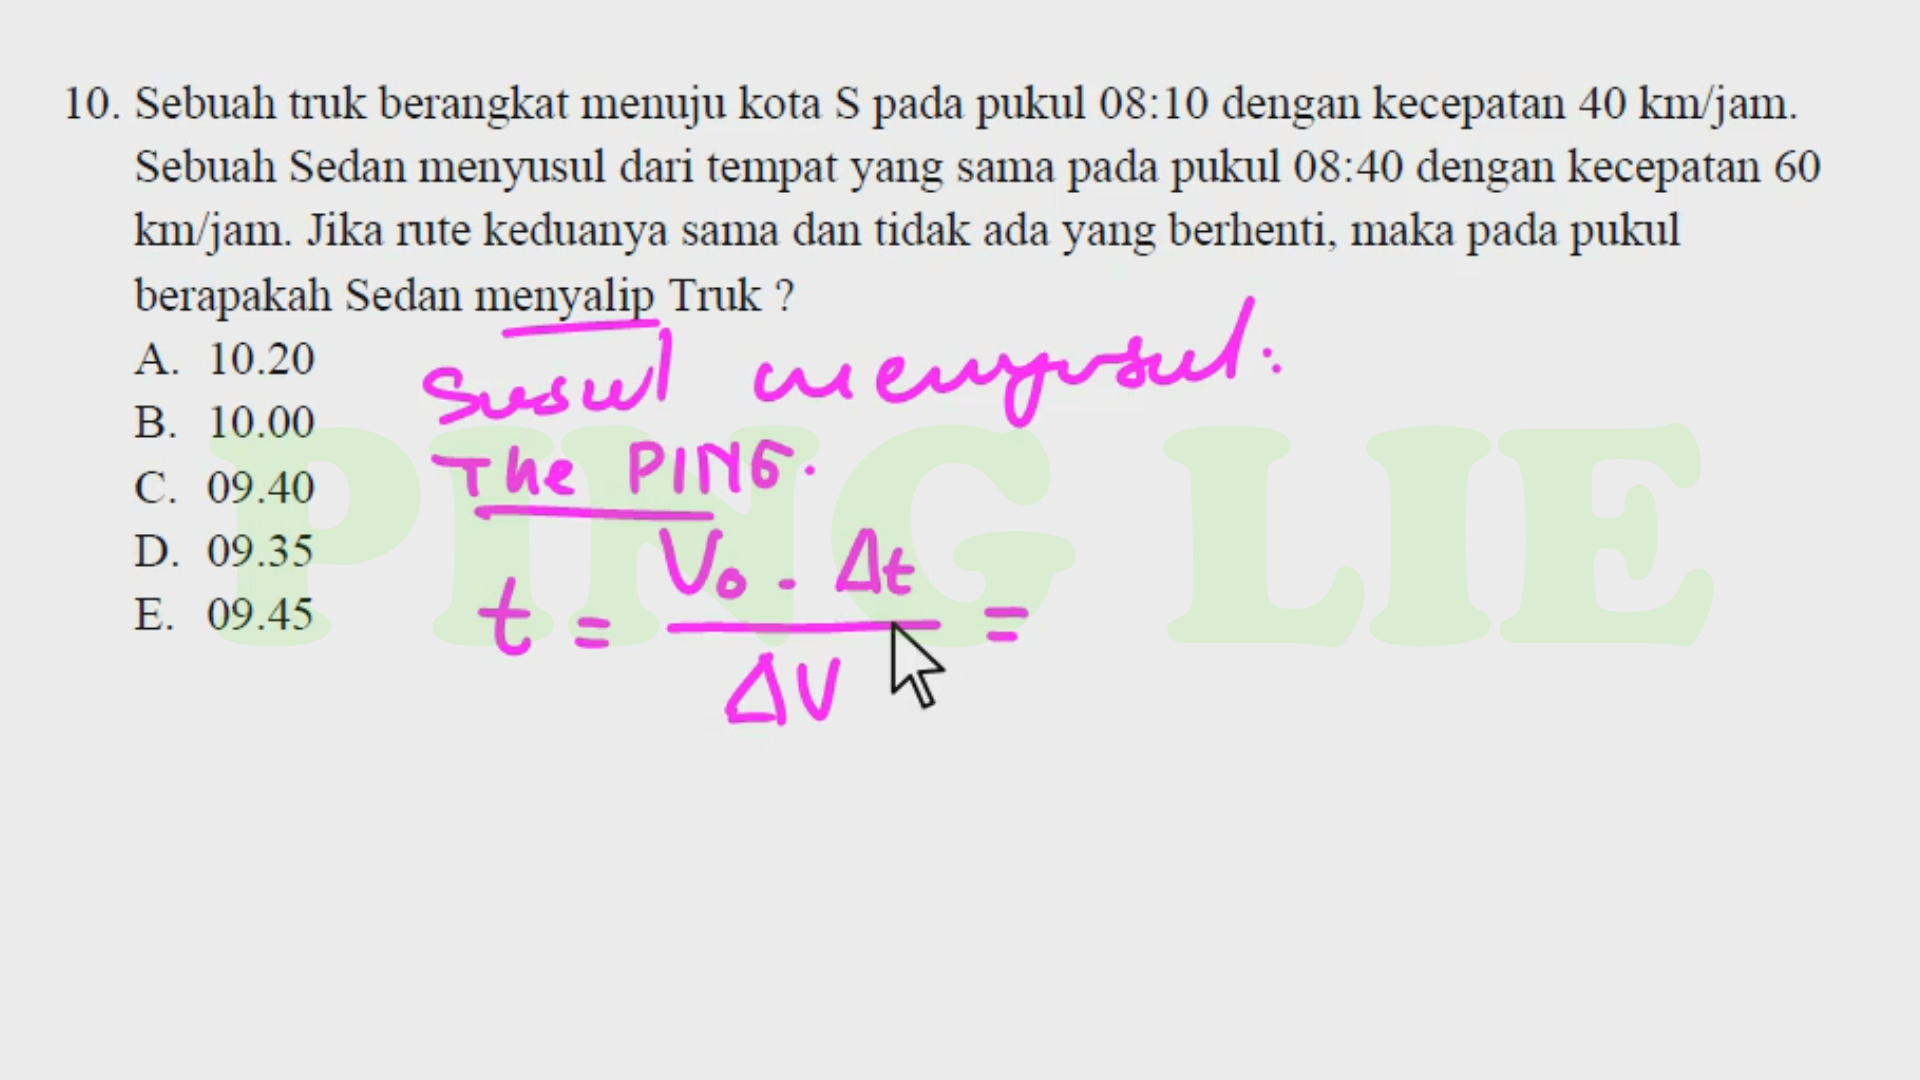 10. Sebuah truk berangkat menuju kota S pada pukul 08:10 dengan kecepatan 40 km/jam.
Sebuah Sedan menyusul dari tempat yang sama pada pukul 08:40 dengan kecepatan 60
km/jam. Jika rute keduanya sama dan tidak ada yang berhenti, maka pada pukul
berapakah Sedan menyalip Truk ?
A. 10.20
B. 10.00
C. 09.40
D. 09.35
E. 09.45
Susul menyusul:
The PING.
t = V₀ . Δt =
ΔV
PING LIE